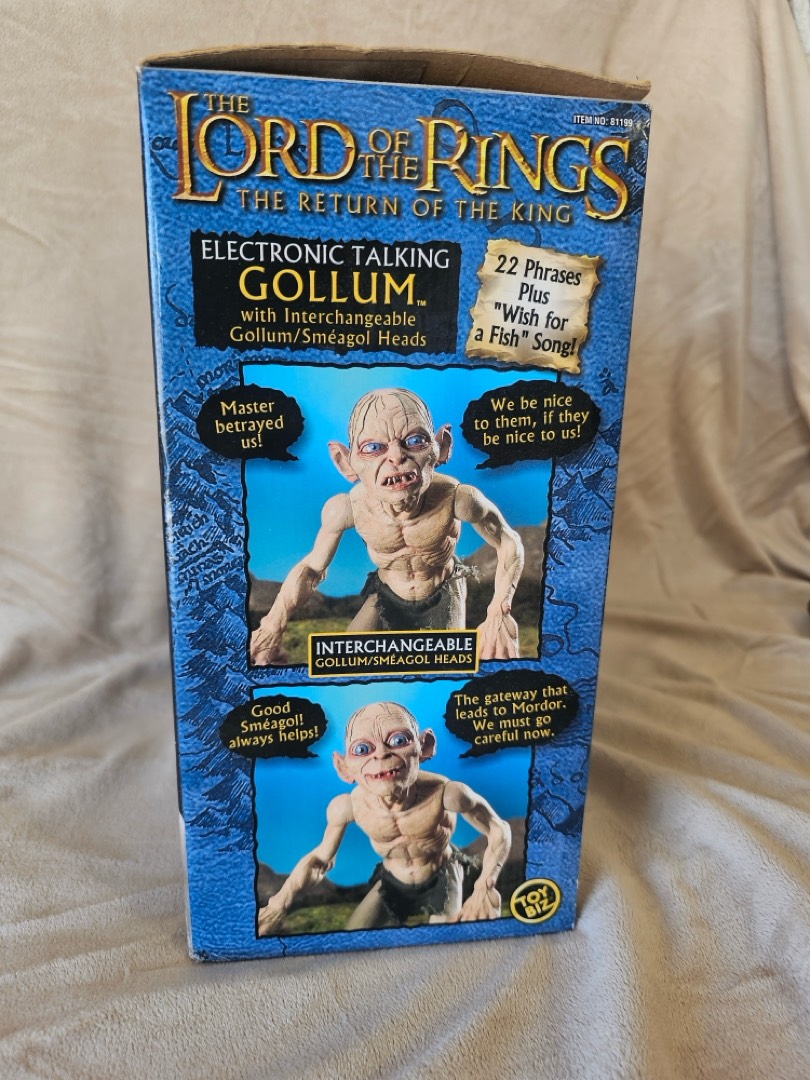 THE
LORD OF THE RINGS
ITEM NO: 81199
THE RETURN OF THE KING
ELECTRONIC TALKING
GOLLUM™
with Interchangeable
Gollum/Sméagol Heads
22 Phrases
Plus
"Wish for
a Fish" Song!
Master
betrayed
us!
We be nice
to them, if they
be nice to us!
INTERCHANGEABLE
GOLLUM/SMÉAGOL HEADS
Good
Sméagol!
always helps!
The gateway that
leads to Mordor.
We must go
careful now.
TOY
BIZ